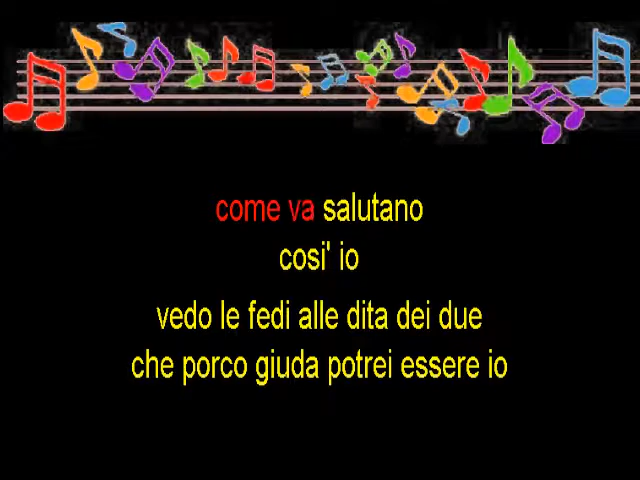 come va salutano
cosi' io
vedo le fedi alle dita dei due
che porco giuda potrei essere io